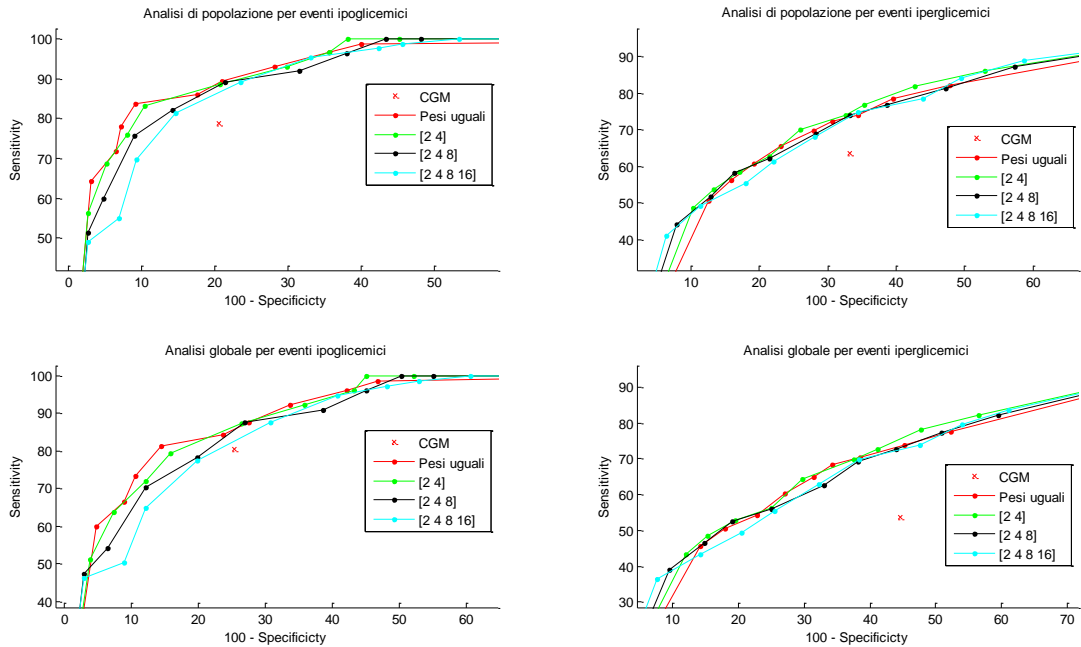 Analisi di popolazione per eventi ipoglicemici
100
90
80
70
60
50
Sensitivity
0 10 20 30 40 50
100 - Specificicty
CGM
Pesi uguali
[2 4]
[2 4 8]
[2 4 8 16]
Analisi di popolazione per eventi iperglicemici
90
80
70
60
50
40
Sensitivity
10 20 30 40 50 60
100 - Specificicty
CGM
Pesi uguali
[2 4]
[2 4 8]
[2 4 8 16]
Analisi globale per eventi ipoglicemici
100
90
80
70
60
50
40
Sensitivity
0 10 20 30 40 50 60
100 - Specificicty
CGM
Pesi uguali
[2 4]
[2 4 8]
[2 4 8 16]
Analisi globale per eventi iperglicemici
90
80
70
60
50
40
30
Sensitivity
10 20 30 40 50 60 70
100 - Specificicty
CGM
Pesi uguali
[2 4]
[2 4 8]
[2 4 8 16]